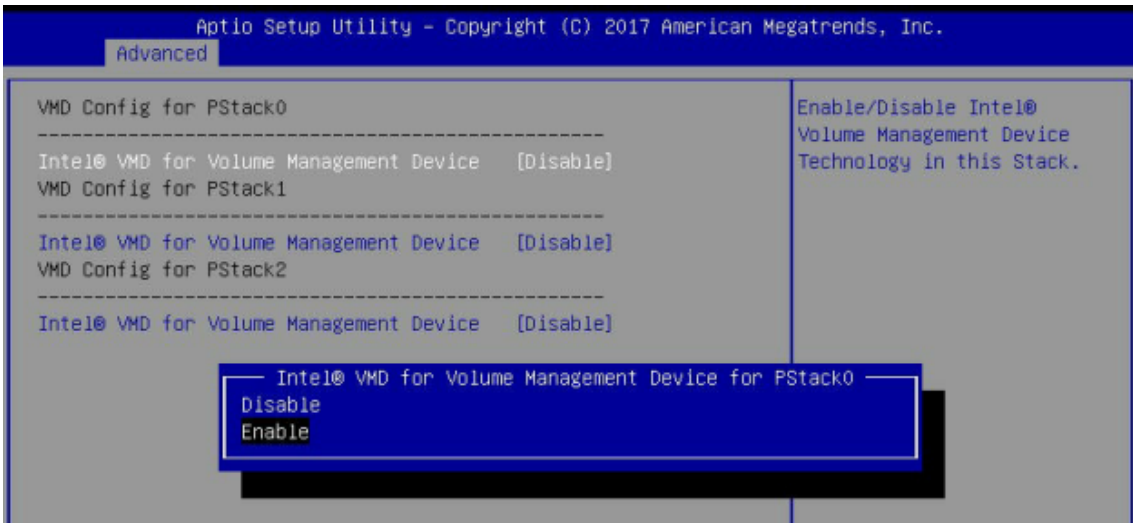 Aptio Setup Utility – Copyright (C) 2017 American Megatrends, Inc.
Advanced
VMD Config for PStack0
Intel® VMD for Volume Management Device [Disable]
VMD Config for PStack1
Intel® VMD for Volume Management Device [Disable]
VMD Config for PStack2
Intel® VMD for Volume Management Device [Disable]
Enable/Disable Intel®
Volume Management Device
Technology in this Stack.
Intel® VMD for Volume Management Device for PStack0
Disable
Enable